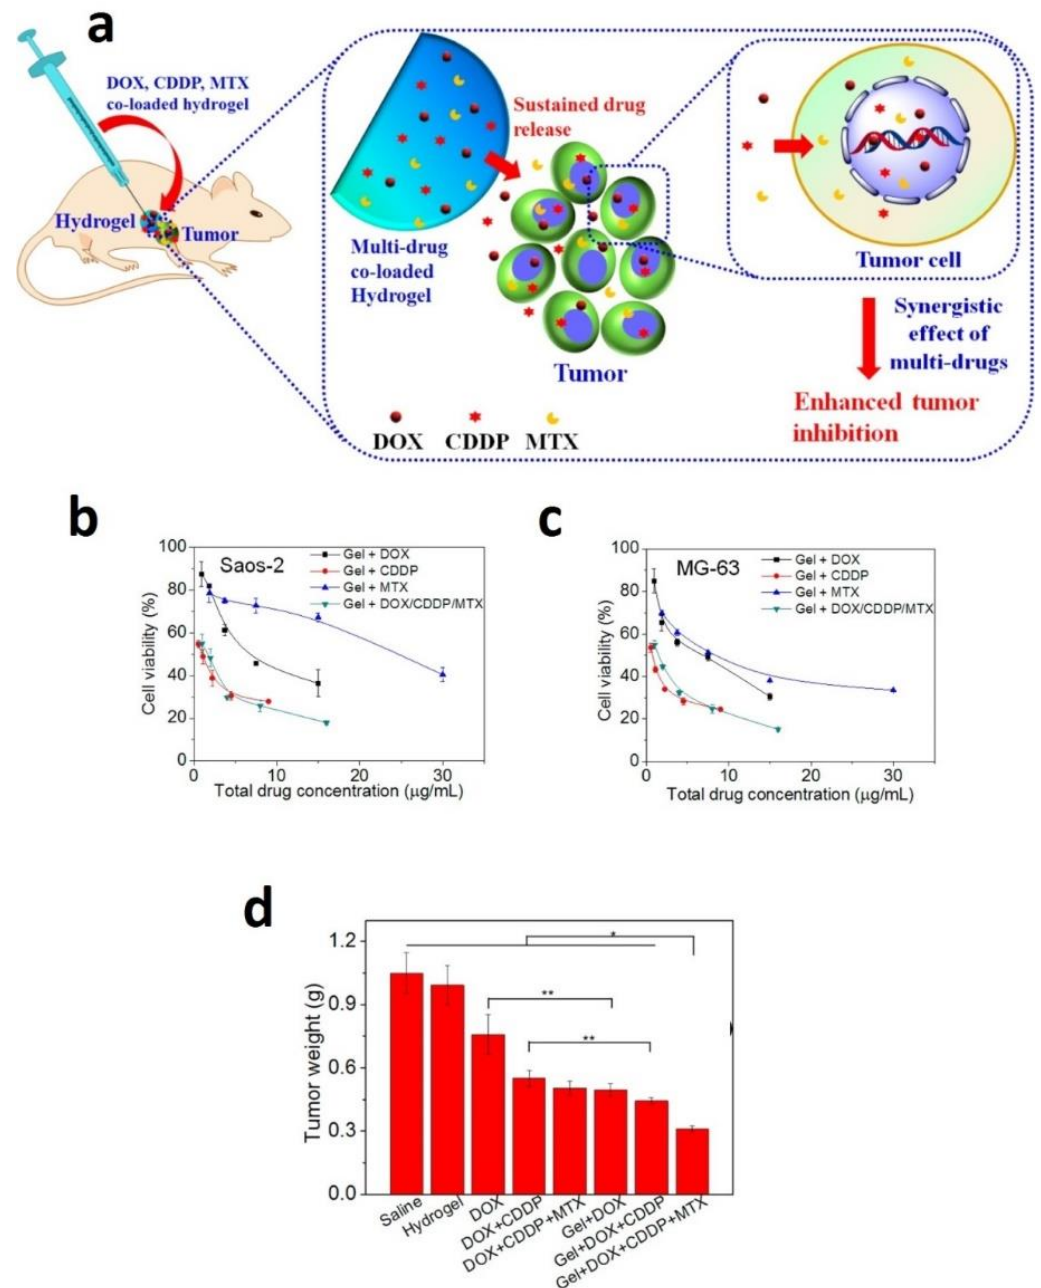 a
DOX, CDDP, MTX
co-loaded hydrogel
Hydrogel
Tumor
Sustained drug
release
Multi-drug
co-loaded
Hydrogel
Tumor
DOX CDDP MTX
Tumor cell
Synergistic
effect of
multi-drugs
Enhanced tumor
inhibition
b
Saos-2
Gel + DOX
Gel + CDDP
Gel + MTX
Gel + DOX/CDDP/MTX
Cell viability (%)
100
80
60
40
20
0
0 10 20 30
Total drug concentration (μg/mL)
c
MG-63
Gel + DOX
Gel + CDDP
Gel + MTX
Gel + DOX/CDDP/MTX
Cell viability (%)
100
80
60
40
20
0
0 10 20 30
Total drug concentration (μg/mL)
d
Tumor weight (g)
1.2
0.9
0.6
0.3
0.0
*
**
**
Saline
Hydrogel
DOX
DOX+CDDP
DOX+CDDP+MTX
Gel+DOX
Gel+DOX+CDDP
Gel+DOX+CDDP+MTX